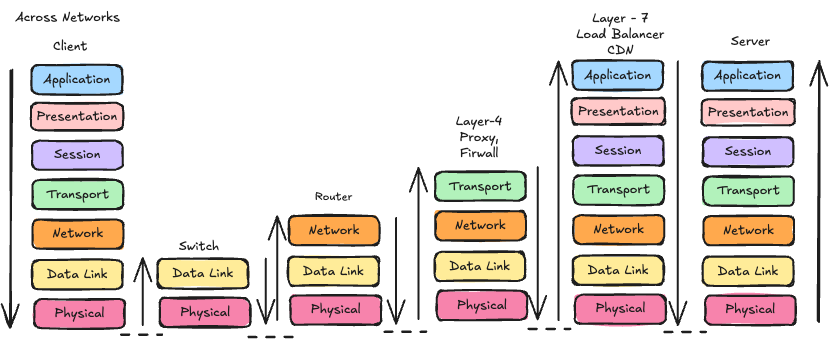 Across Networks
Client
Application
Presentation
Session
Transport
Network
Data Link
Physical
Switch
Data Link
Physical
Router
Network
Data Link
Physical
Layer-4
Proxy,
Firwall
Transport
Network
Data Link
Physical
Layer - 7
Load Balancer
CDN
Application
Presentation
Session
Transport
Network
Data Link
Physical
Server
Application
Presentation
Session
Transport
Network
Data Link
Physical